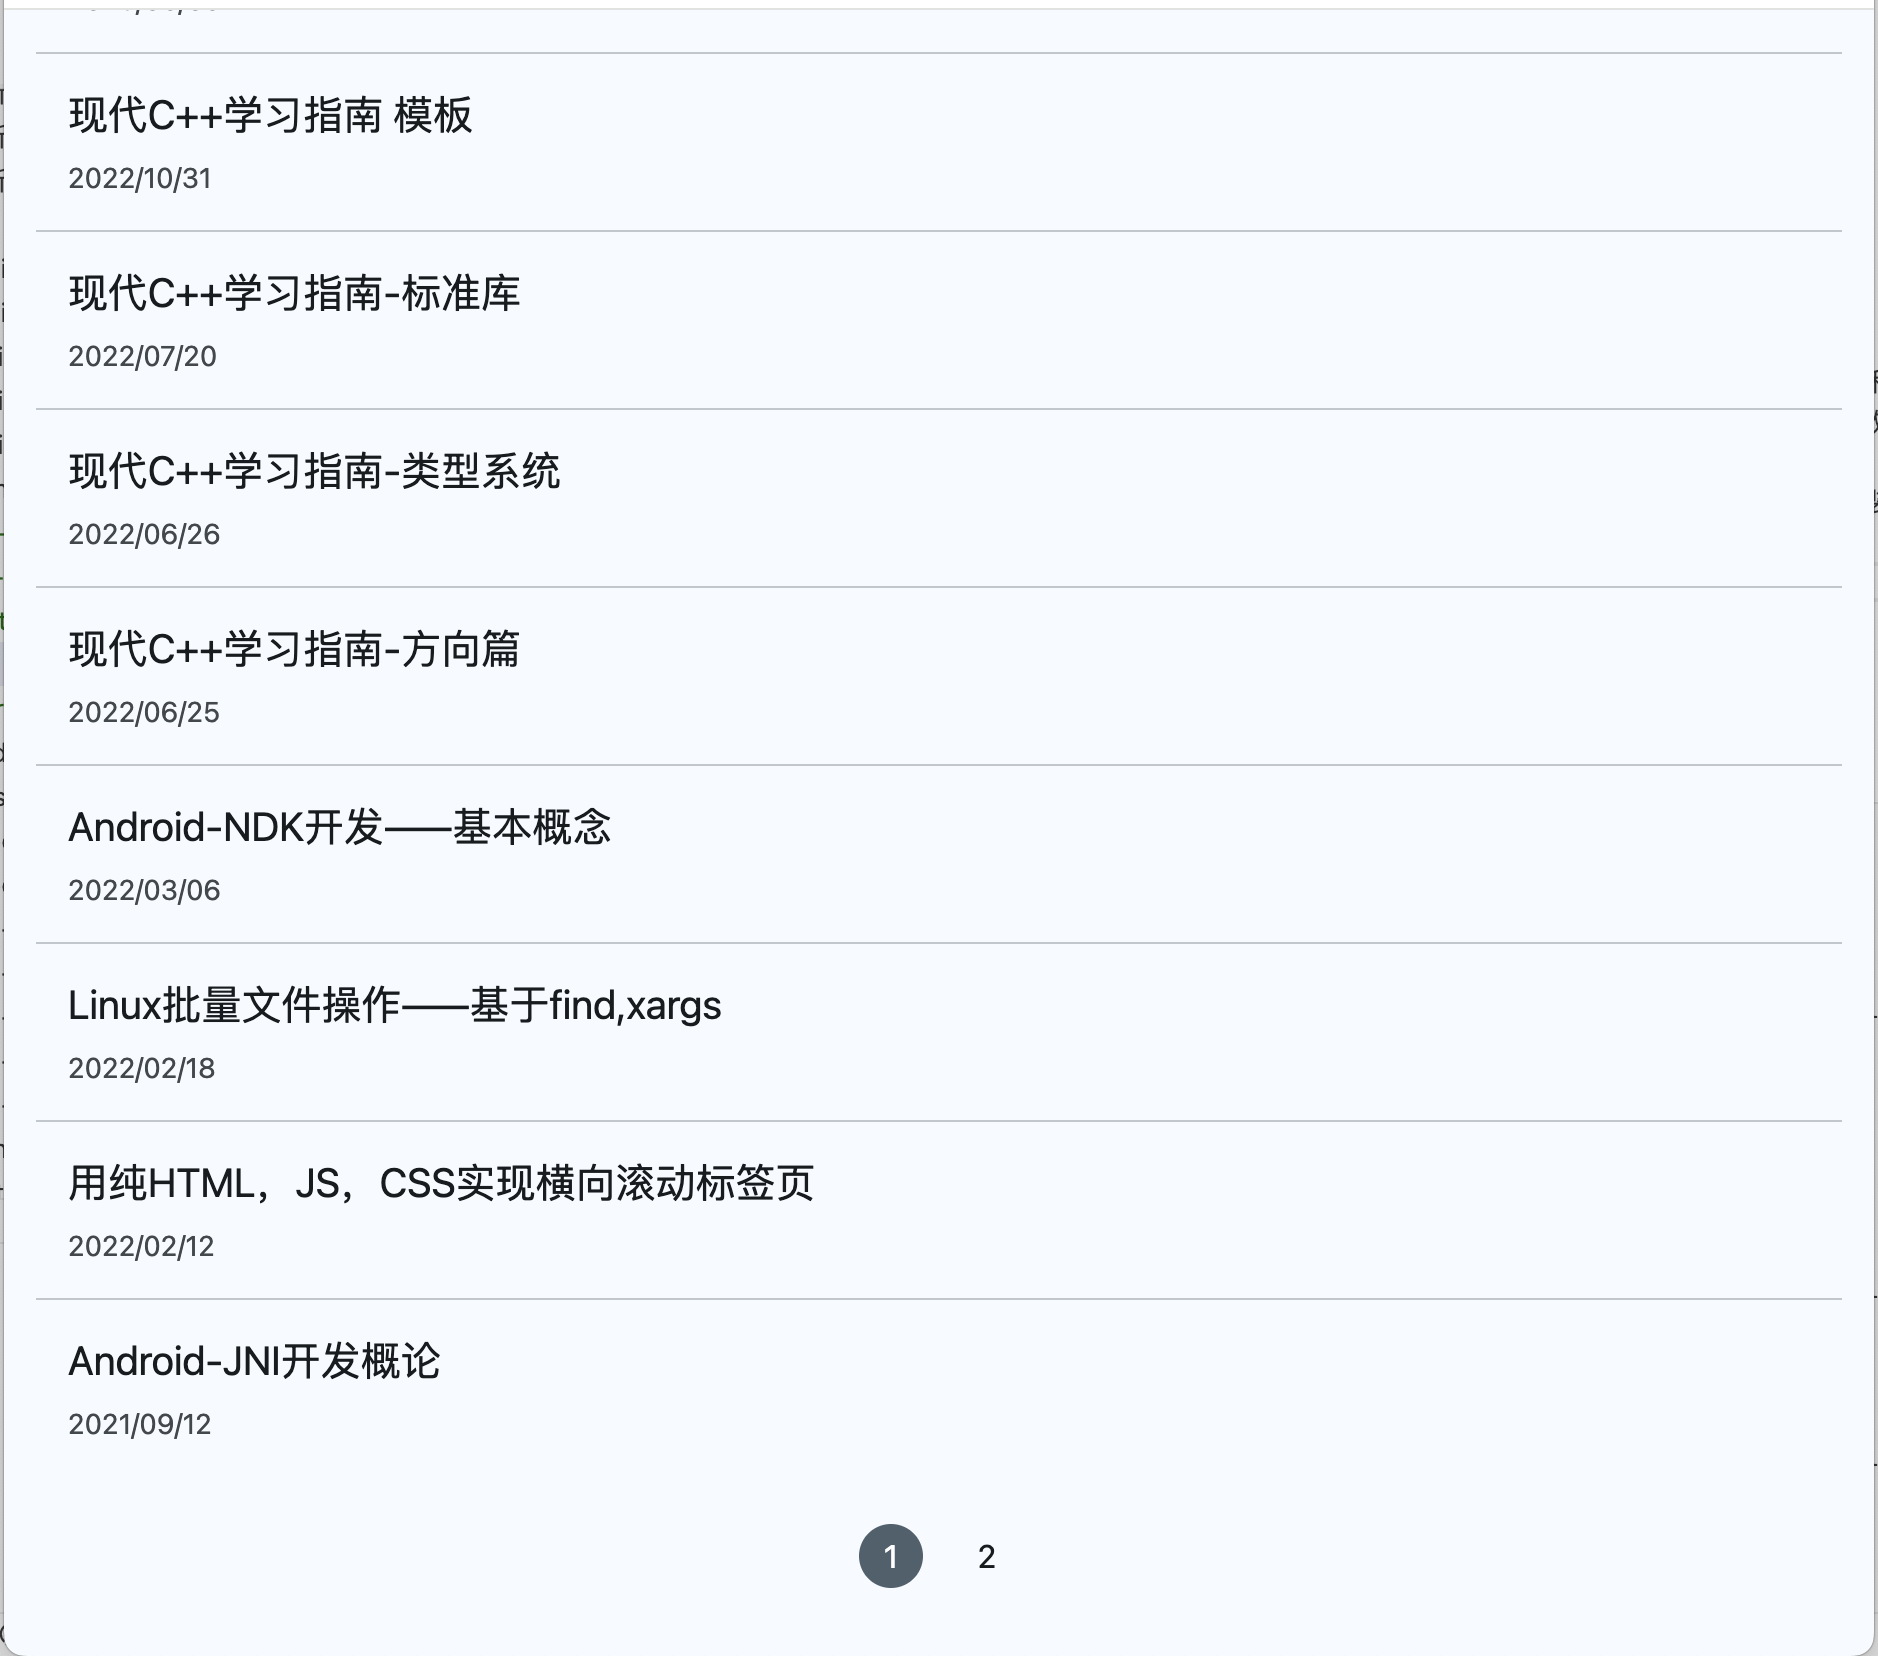 现代C++学习指南 模板
2022/10/31
现代C++学习指南-标准库
2022/07/20
现代C++学习指南-类型系统
2022/06/26
现代C++学习指南-方向篇
2022/06/25
Android-NDK开发——基本概念
2022/03/06
Linux批量文件操作——基于find,xargs
2022/02/18
用纯HTML，JS，CSS实现横向滚动标签页
2022/02/12
Android-JNI开发概论
2021/09/12
1 2